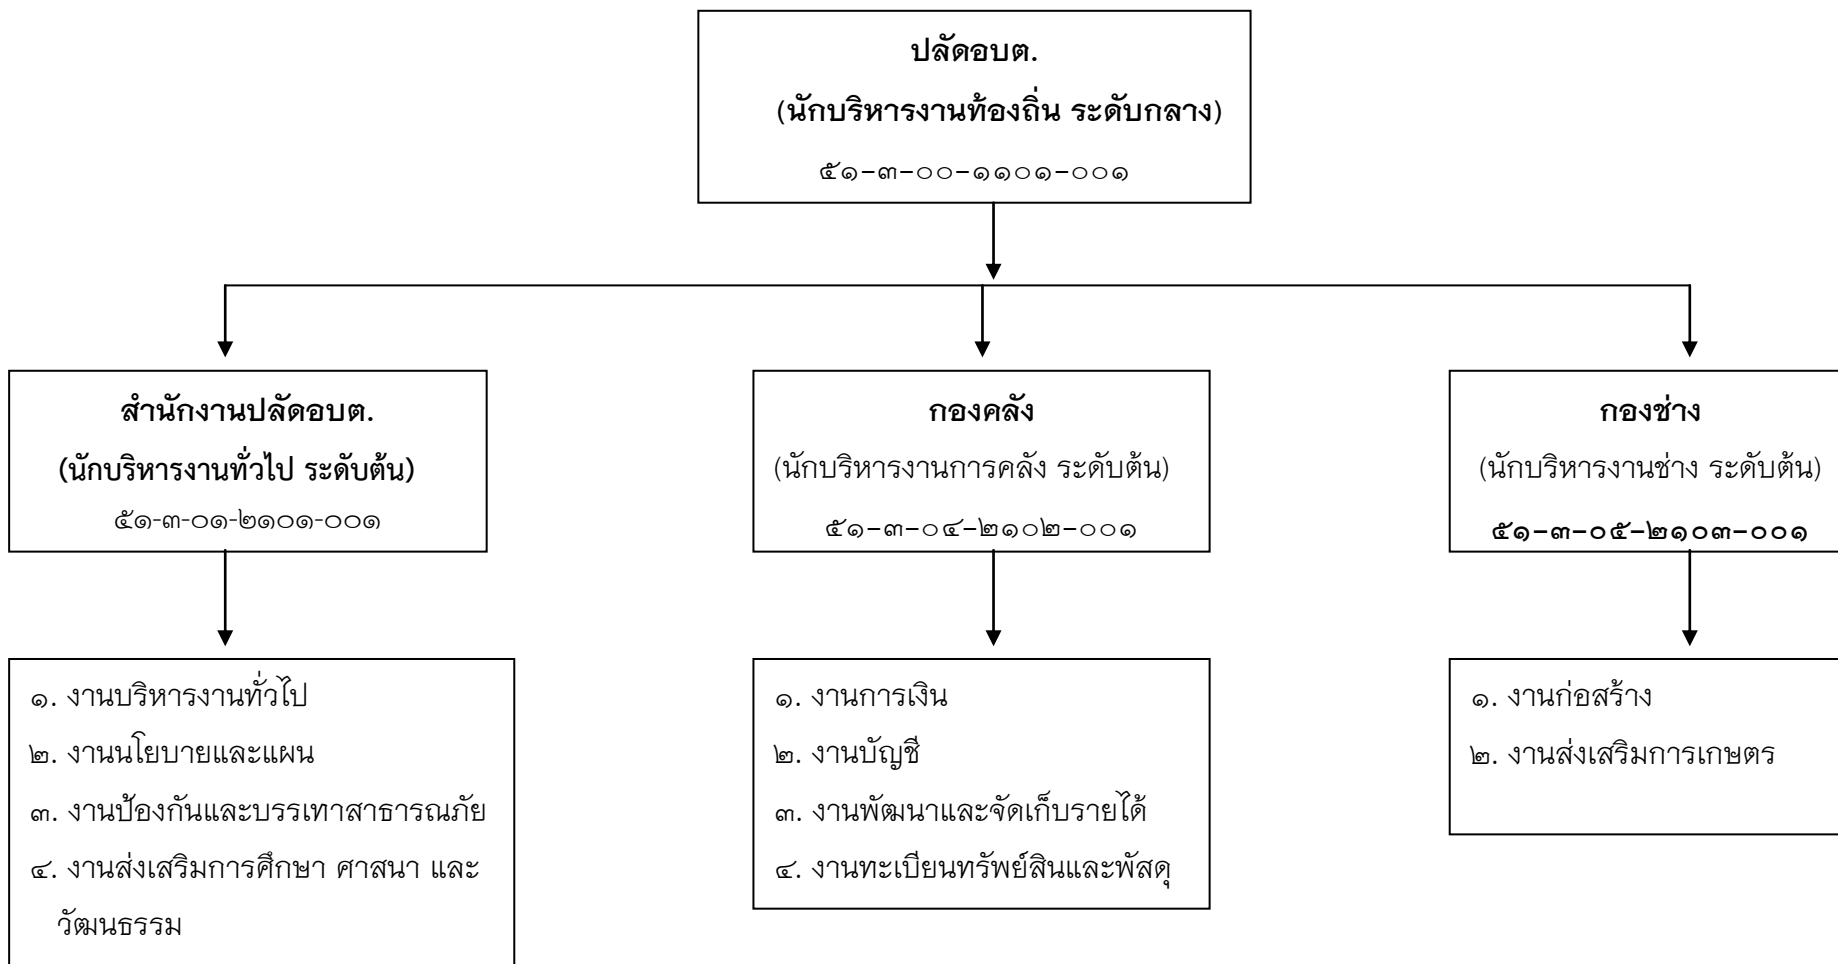 ปลัดอบต.
(นักบริหารงานท้องถิ่น ระดับกลาง)
๕๑-๓-๐๐-๑๑๐๑-๐๐๑
สำนักงานปลัดอบต.
(นักบริหารงานทั่วไป ระดับต้น)
๕๑-๓-๐๑-๒๑๐๑-๐๐๑
กองคลัง
(นักบริหารงานการคลัง ระดับต้น)
๕๑-๓-๐๔-๒๑๐๒-๐๐๑
กองช่าง
(นักบริหารงานช่าง ระดับต้น)
๕๑-๓-๐๕-๒๑๐๓-๐๐๑
๑. งานบริหารงานทั่วไป
๒. งานนโยบายและแผน
๓. งานป้องกันและบรรเทาสาธารณภัย
๔. งานส่งเสริมการศึกษา ศาสนา และ
วัฒนธรรม
๑. งานการเงิน
๒. งานบัญชี
๓. งานพัฒนาและจัดเก็บรายได้
๔. งานทะเบียนทรัพย์สินและพัสดุ
๑. งานก่อสร้าง
๒. งานส่งเสริมการเกษตร